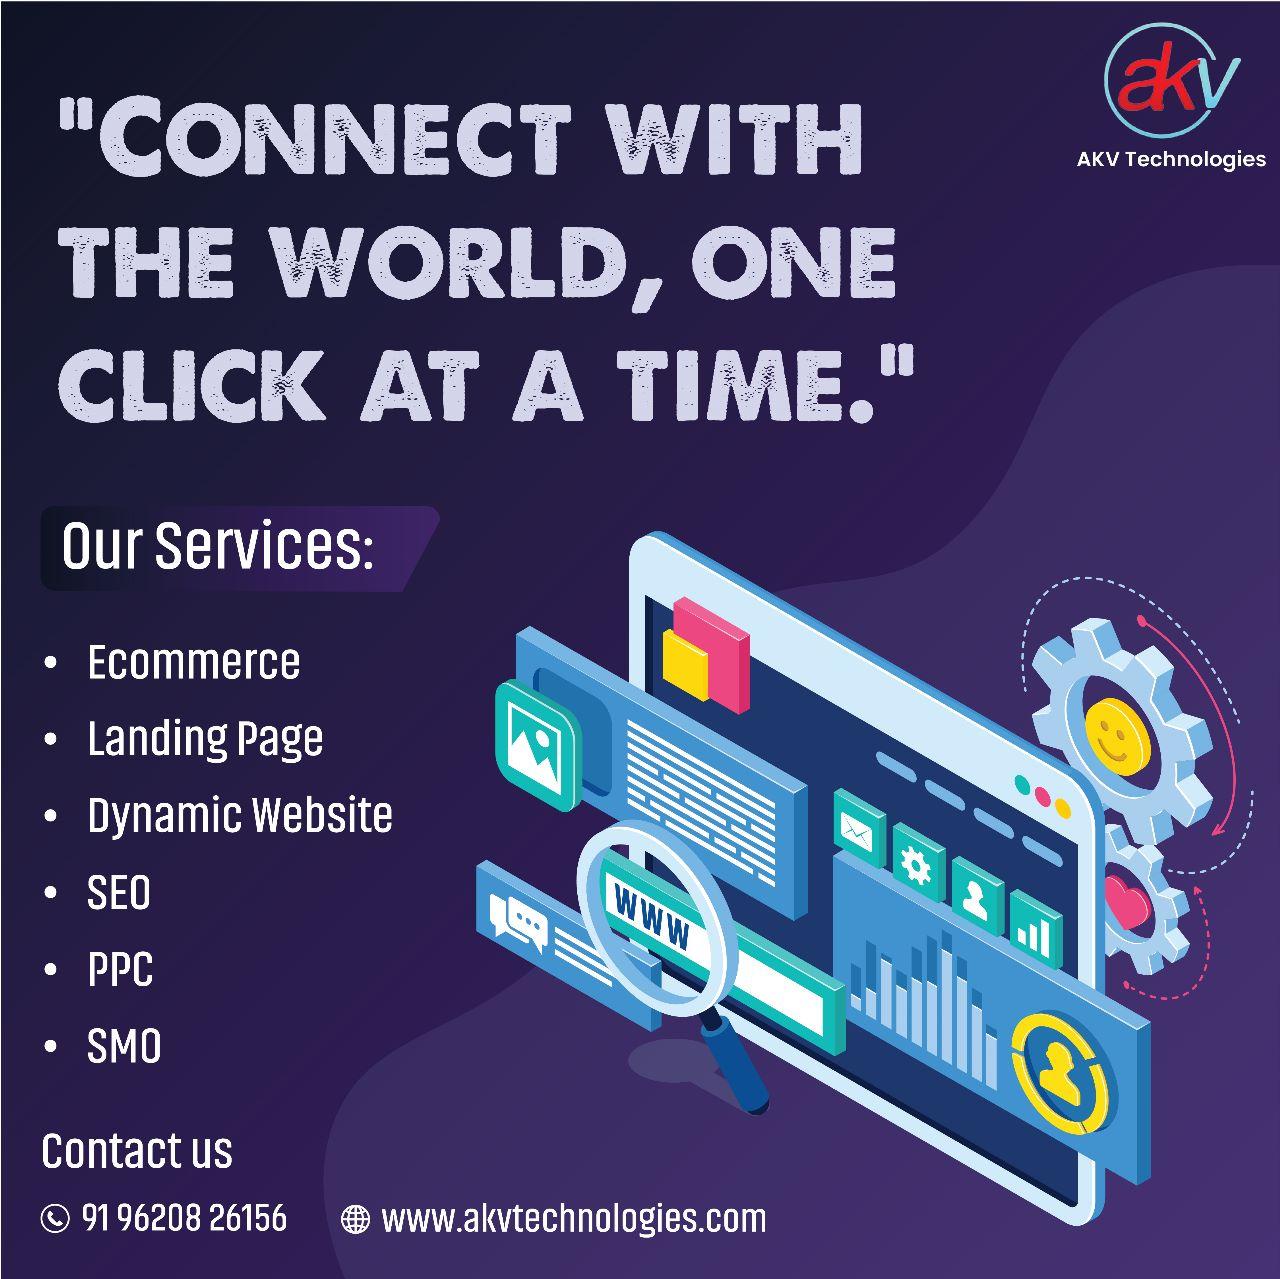 akv
AKV Technologies
"CONNECT WITH
THE WORLD, ONE
CLICK AT A TIME."
Our Services:
• Ecommerce
• Landing Page
• Dynamic Website
• SEO
• PPC
• SMO
WWW
Contact us
91 96208 26156
www.akvtechnologies.com